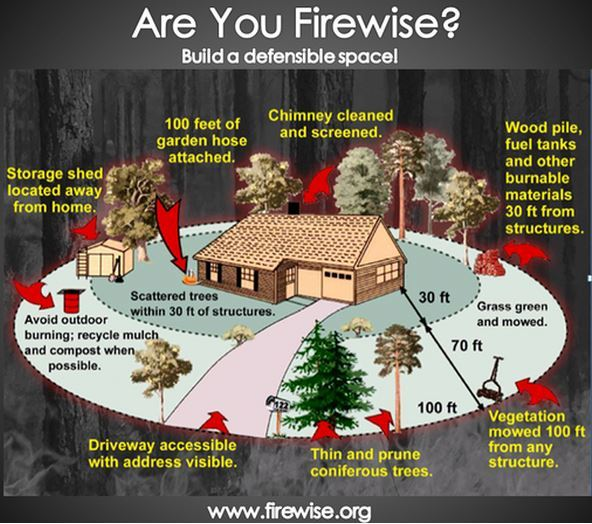 Are You Firewise?
Build a defensible space!
100 feet of
garden hose
attached.
Chimney cleaned
and screened.
Wood pile,
fuel tanks
and other
burnable
materials
30 ft from
structures.
Storage shed
located away
from home.
Scattered trees
within 30 ft of structures.
30 ft
Grass green
and mowed.
Avoid outdoor
burning; recycle mulch
and compost when
possible.
70 ft
100 ft
122
Vegetation
mowed 100 ft
from any
structure.
Driveway accessible
with address visible.
Thin and prune
coniferous trees.
www.firewise.org